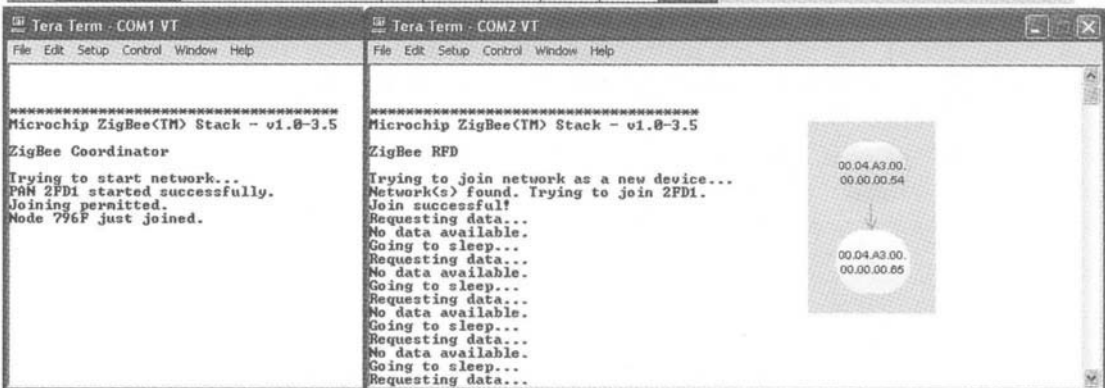 Tera Term - COM1 VT
File Edit Setup Control Window Help
**************************************
Microchip ZigBee(TM) Stack - v1.0-3.5
ZigBee Coordinator
Trying to start network...
PAN 2FD1 started successfully.
Joining permitted.
Node 796F just joined.
Tera Term - COM2 VT
File Edit Setup Control Window Help
**************************************
Microchip ZigBee(TM) Stack - v1.0-3.5
ZigBee RFD
Trying to join network as a new device...
Network(s) found. Trying to join 2FD1.
Join successful!
Requesting data...
No data available.
Going to sleep...
Requesting data...
No data available.
Going to sleep...
Requesting data...
No data available.
Going to sleep...
Requesting data...
No data available.
Going to sleep...
Requesting data...
00.04.A3.00.
00.00.00.54
00.04.A3.00.
00.00.00.65